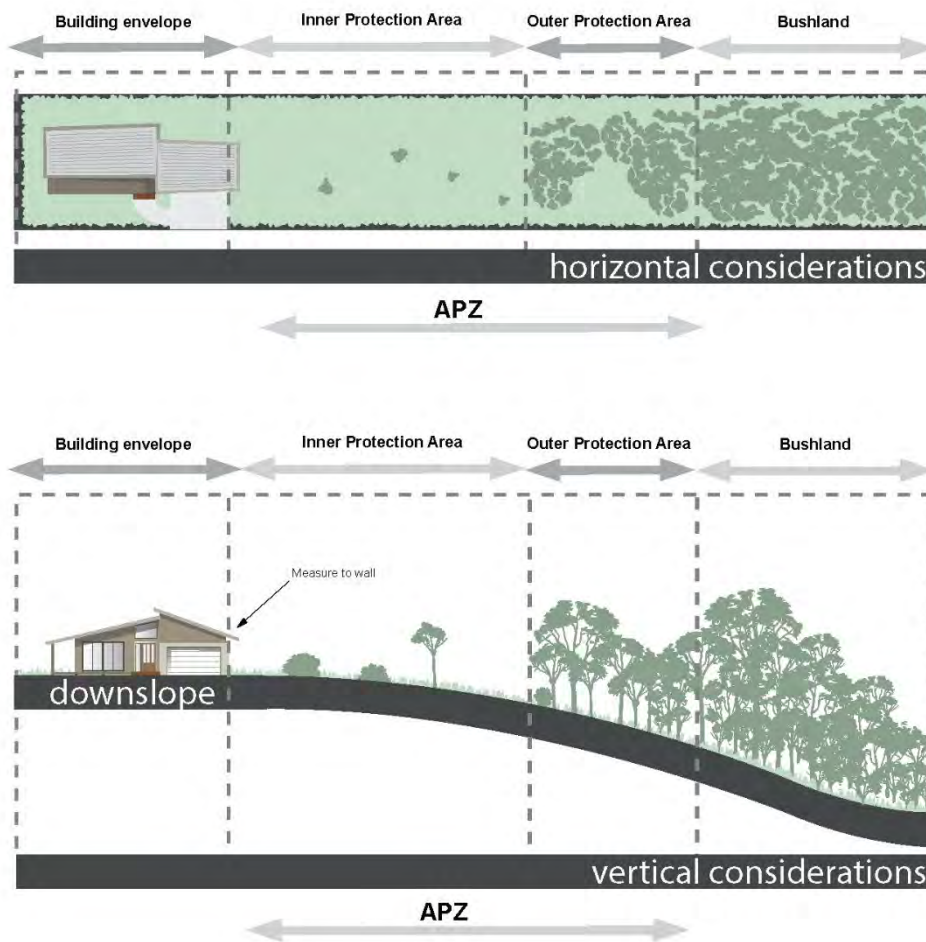 Building envelope
Inner Protection Area
Outer Protection Area
Bushland
horizontal considerations
APZ
Building envelope
Inner Protection Area
Outer Protection Area
Bushland
Measure to wall
downslope
vertical considerations
APZ